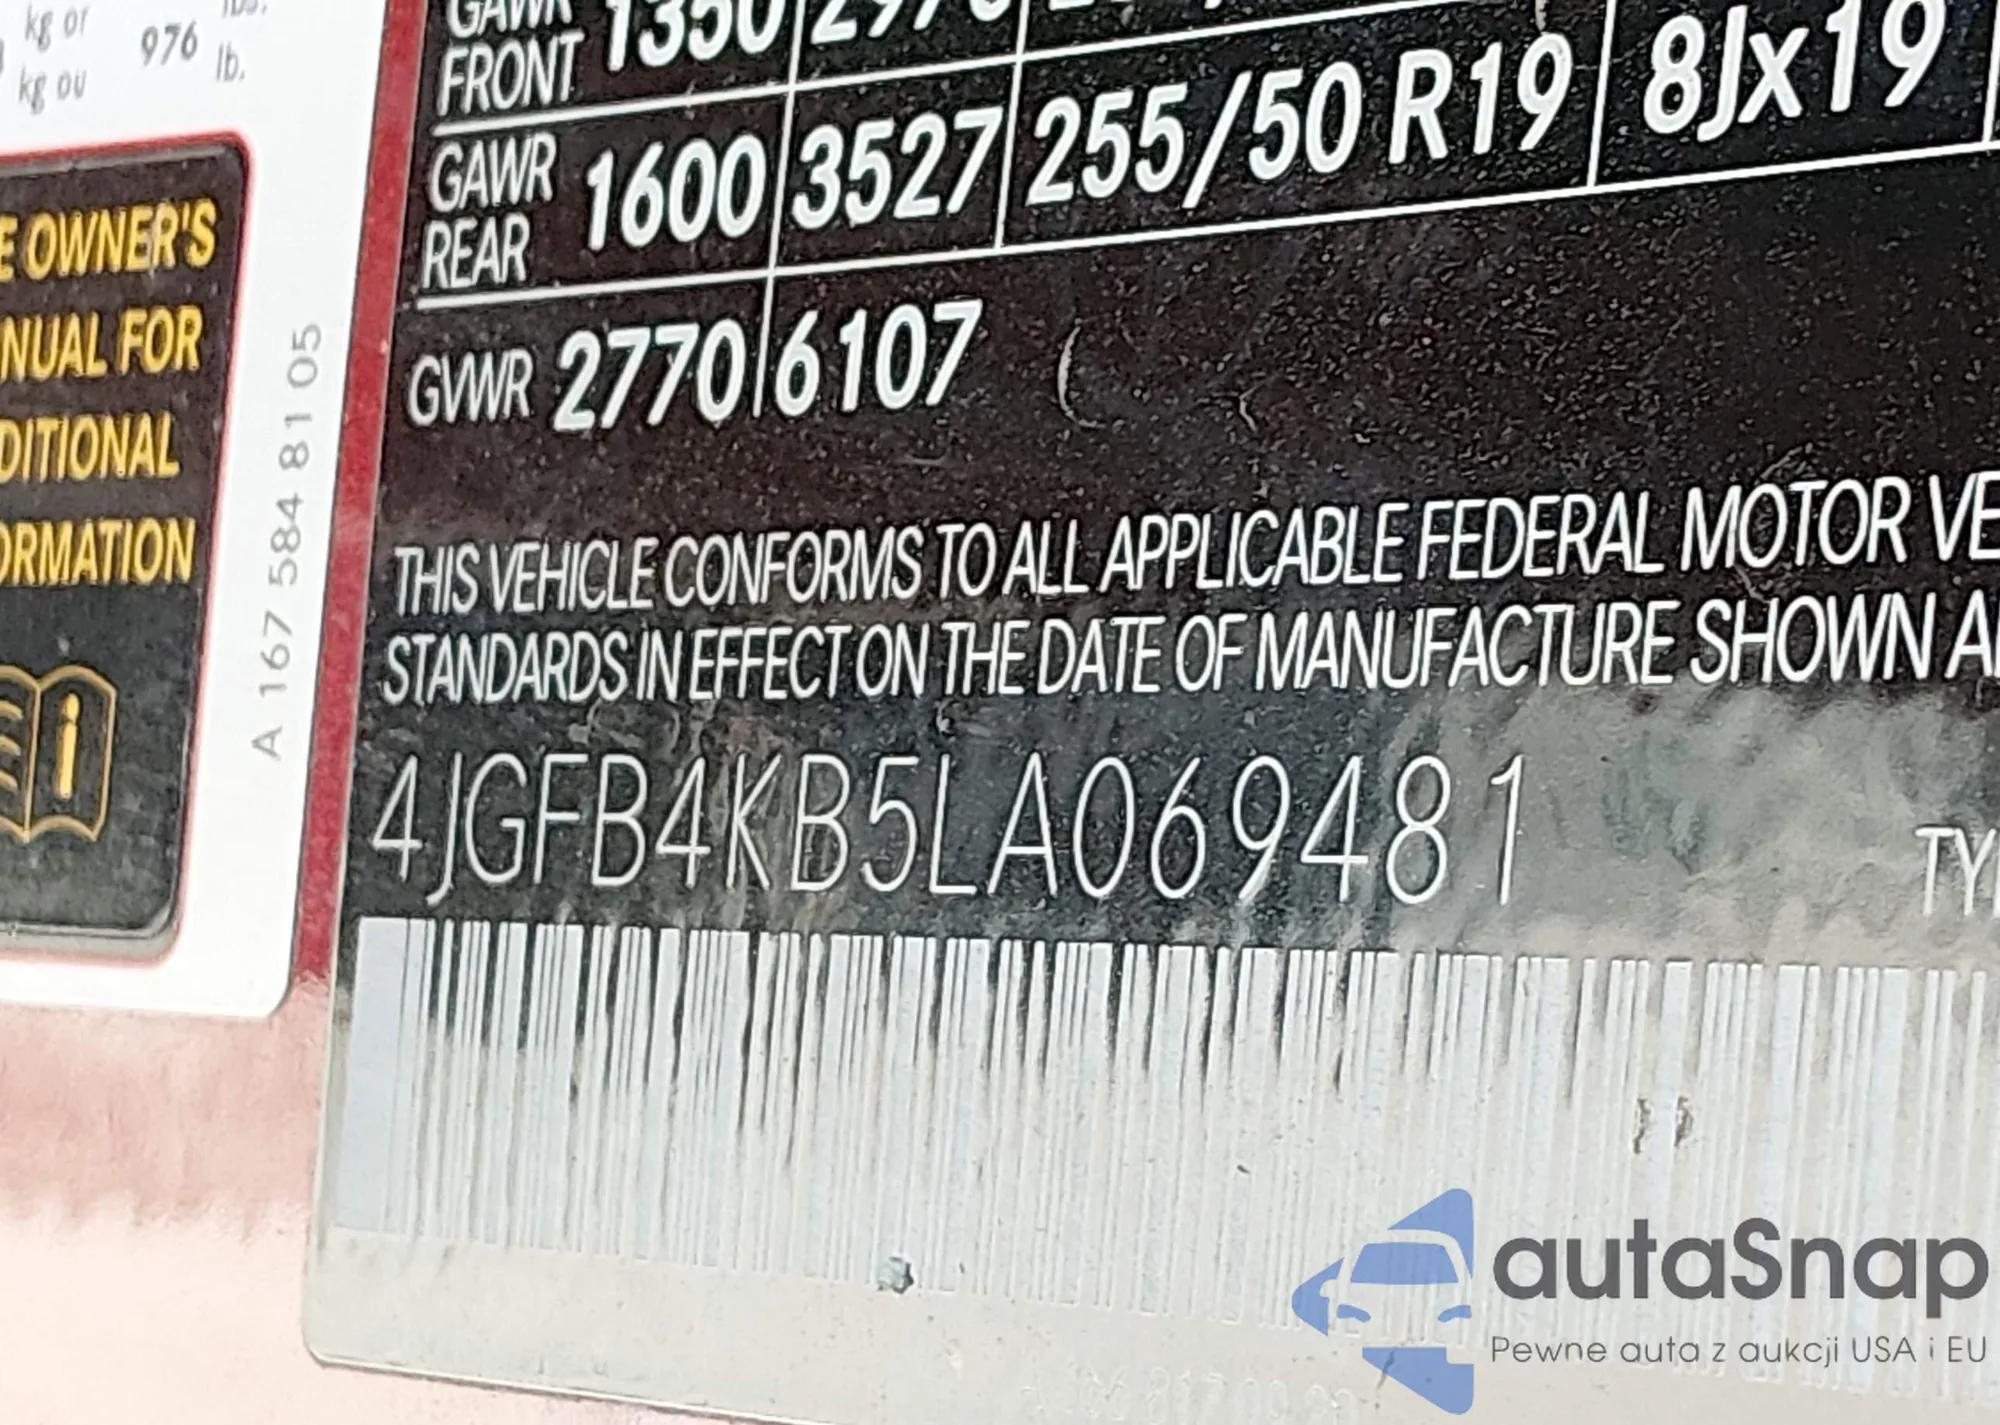 kg or
kg ou
976
lb.
E OWNER'S
NUAL FOR
DITIONAL
ORMATION
A 167 584 81 05
GAWR
FRONT
1350
GAWR
REAR
1600 3527 255/50 R19 8Jx19
GVWR 2770 6107
THIS VEHICLE CONFORMS TO ALL APPLICABLE FEDERAL MOTOR VE
STANDARDS IN EFFECT ON THE DATE OF MANUFACTURE SHOWN A
4JGFB4KB5LA069481
TY
autaSnap
Pewne auta z aukcji USA i EU